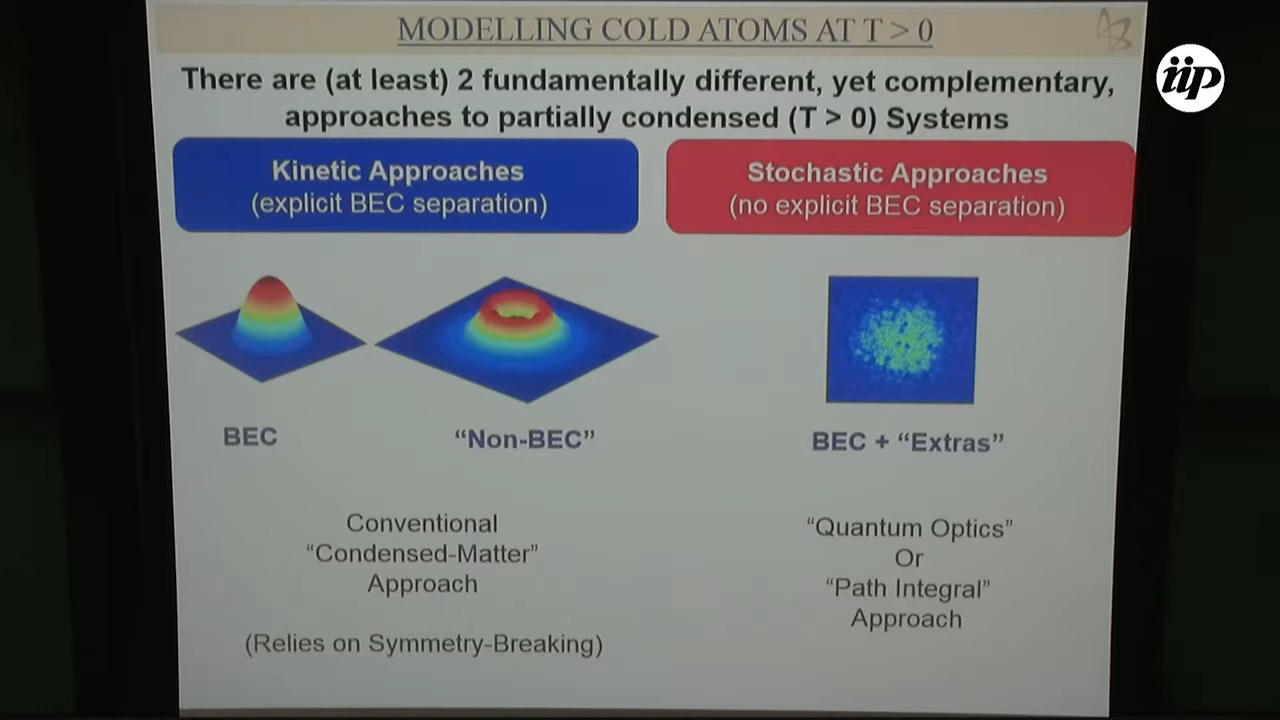 MODELLING COLD ATOMS AT T > 0
iip
There are (at least) 2 fundamentally different, yet complementary,
approaches to partially condensed (T > 0) Systems
Kinetic Approaches
(explicit BEC separation)
Stochastic Approaches
(no explicit BEC separation)
BEC
“Non-BEC”
BEC + “Extras”
Conventional
“Condensed-Matter”
Approach
(Relies on Symmetry-Breaking)
“Quantum Optics”
Or
“Path Integral”
Approach